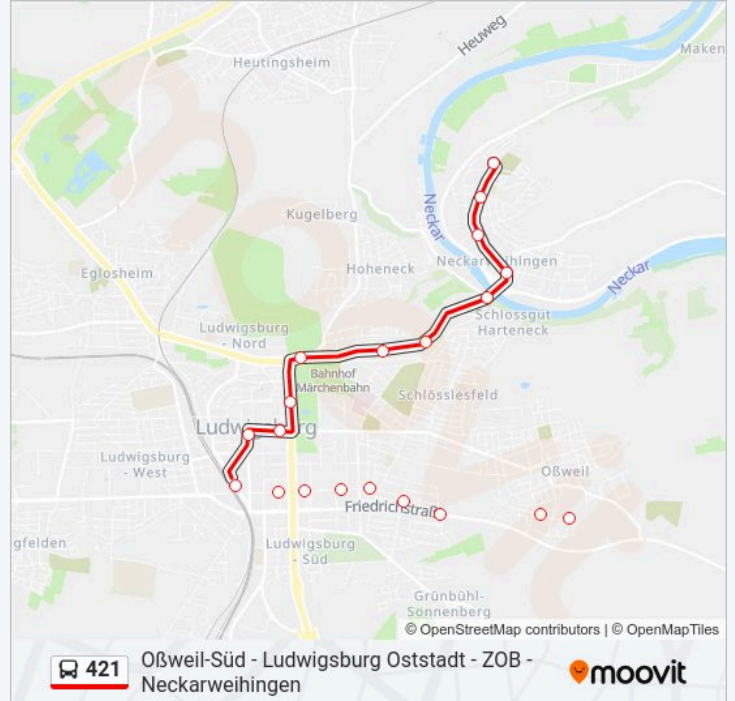 Heuweg
Maken
Heutingsheim
Neckar
Kugelberg
Neckarweihingen
Hoheneck
Eglosheim
Neckar
Schlossgut
Harteneck
Ludwigsburg
- Nord
Bahnhof
Märchenbahn
Schlösslesfeld
Ludwigsburg
Ludwigsburg
- West
Oßweil
Friedrichstraß
gfelden
Ludwigsburg
- Süd
Grünbühl-
Sonnenberg
© OpenStreetMap contributors | © OpenMapTiles
421
Oßweil-Süd - Ludwigsburg Oststadt - ZOB -
Neckarweihingen
moovit